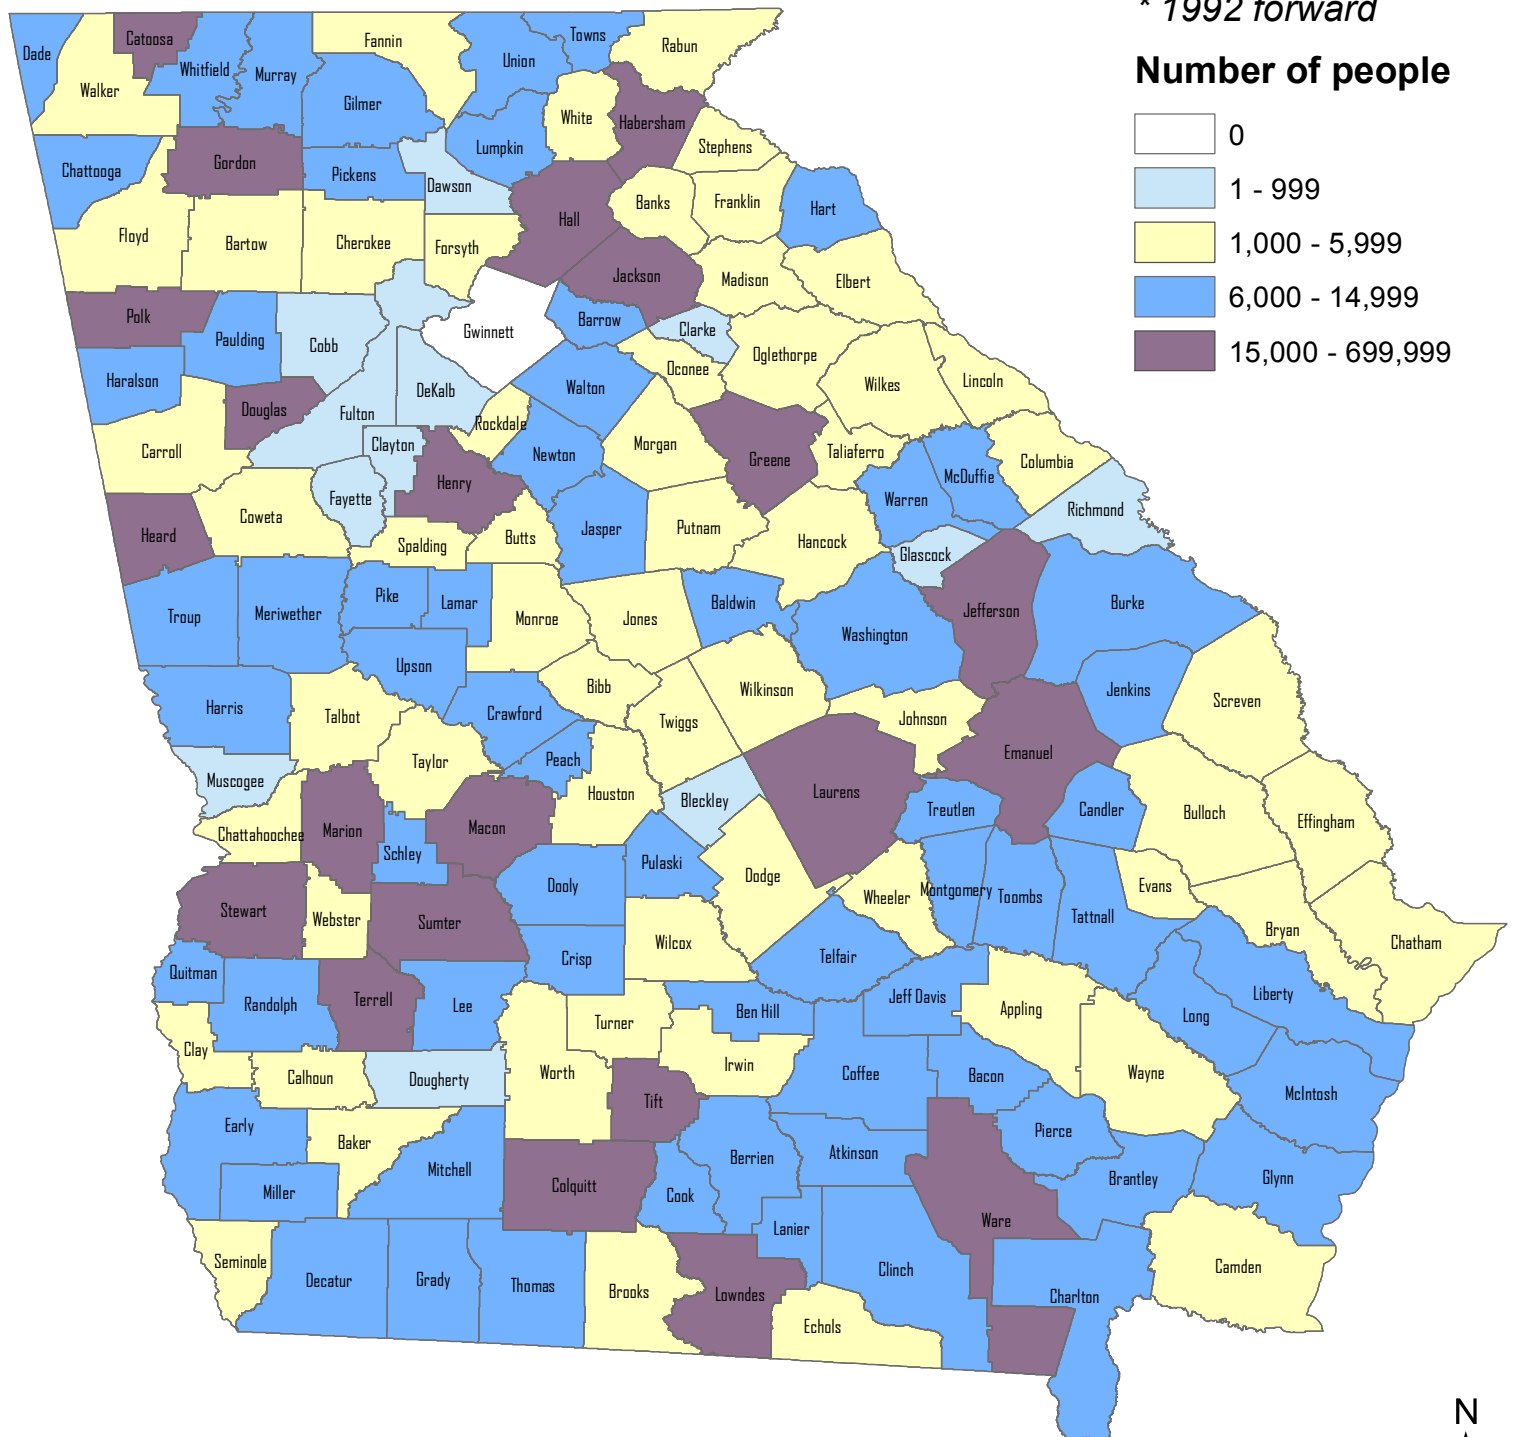 * 1992 forward
Number of people
0
1 - 999
1,000 - 5,999
6,000 - 14,999
15,000 - 699,999
Dade
Catoosa
Walker
Whitfield
Murray
Fannin
Gilmer
Union
Towns
Rabun
White
Habersham
Lumpkin
Stephens
Chattooga
Gordon
Pickens
Dawson
Hall
Banks
Franklin
Hart
Floyd
Bartow
Cherokee
Forsyth
Jackson
Madison
Elbert
Polk
Paulding
Cobb
Gwinnett
Barrow
Clarke
Oglethorpe
Oconee
Wilkes
Lincoln
Haralson
Douglas
Fulton
DeKalb
Walton
Rockdale
Carroll
Clayton
Henry
Newton
Morgan
Greene
Taliaferro
Columbia
McDuffie
Warren
Richmond
Fayette
Heard
Coweta
Spalding
Butts
Jasper
Putnam
Hancock
Glascock
Jefferson
Burke
Troup
Meriwether
Pike
Lamar
Monroe
Jones
Baldwin
Washington
Upson
Bibb
Wilkinson
Jenkins
Screven
Harris
Talbot
Crawford
Twiggs
Johnson
Taylor
Peach
Emanuel
Muscogee
Houston
Bleckley
Laurens
Treutlen
Candler
Bulloch
Effingham
Chattahoochee
Marion
Macon
Schley
Pulaski
Dodge
Dooly
Wheeler
Montgomery
Toombs
Tattnall
Evans
Stewart
Webster
Sumter
Bryan
Chatham
Wilcox
Crisp
Telfair
Quitman
Randolph
Terrell
Lee
Turner
Ben Hill
Jeff Davis
Appling
Long
Liberty
Clay
Calhoun
Dougherty
Worth
Irwin
Coffee
Bacon
Wayne
McIntosh
Tift
Early
Baker
Mitchell
Berrien
Atkinson
Pierce
Brantley
Glynn
Miller
Colquitt
Cook
Lanier
Ware
Seminole
Decatur
Grady
Thomas
Brooks
Lowndes
Clinch
Charlton
Camden
Echols
N